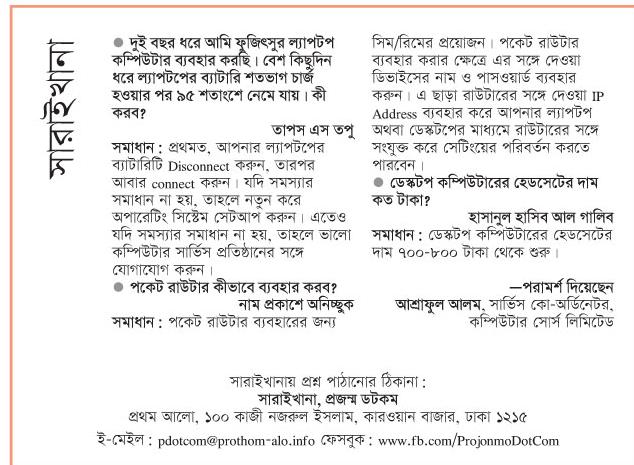 সারাইখানা
● দুই বছর ধরে আমি ফুজিৎসুর ল্যাপটপ
কম্পিউটার ব্যবহার করছি। বেশ কিছুদিন
ধরে ল্যাপটপের ব্যাটারি শতভাগ চার্জ
হওয়ার পর ৯৫ শতাংশে নেমে যায়। কী
করব?
তাপস এস তপু
সমাধান : প্রথমত, আপনার ল্যাপটপের
ব্যাটারিটি Disconnect করুন, তারপর
আবার connect করুন। যদি সমস্যার
সমাধান না হয়, তাহলে নতুন করে
অপারেটিং সিস্টেম সেটআপ করুন। এতেও
যদি সমস্যার সমাধান না হয়, তাহলে ভালো
কম্পিউটার সার্ভিস প্রতিষ্ঠানের সঙ্গে
যোগাযোগ করুন।
● পকেট রাউটার কীভাবে ব্যবহার করব?
নাম প্রকাশে অনিচ্ছুক
সমাধান : পকেট রাউটার ব্যবহারের জন্য
সিম/রিমের প্রয়োজন। পকেট রাউটার
ব্যবহার করার ক্ষেত্রে এর সঙ্গে দেওয়া
ডিভাইসের নাম ও পাসওয়ার্ড ব্যবহার
করুন। এ ছাড়া রাউটারের সঙ্গে দেওয়া IP
Address ব্যবহার করে আপনার ল্যাপটপ
অথবা ডেস্কটপের মাধ্যমে রাউটারের সঙ্গে
সংযুক্ত করে সেটিংয়ের পরিবর্তন করতে
পারবেন।
● ডেস্কটপ কম্পিউটারের হেডসেটের দাম
কত টাকা?
হাসানুল হাসিব আল গালিব
সমাধান : ডেস্কটপ কম্পিউটারের হেডসেটের
দাম ৭০০-৮০০ টাকা থেকে শুরু।
—পরামর্শ দিয়েছেন
আশ্রাফুল আলম, সার্ভিস কো-অর্ডিনেটর,
কম্পিউটার সোর্স লিমিটেড
সারাইখানায় প্রশ্ন পাঠানোর ঠিকানা :
সারাইখানা, প্রজন্ম ডটকম
প্রথম আলো, ১০০ কাজী নজরুল ইসলাম, কারওয়ান বাজার, ঢাকা ১২১৫
ই-মেইল : pdotcom@prothom-alo.info ফেসবুক : www.fb.com/ProjonmoDotCom